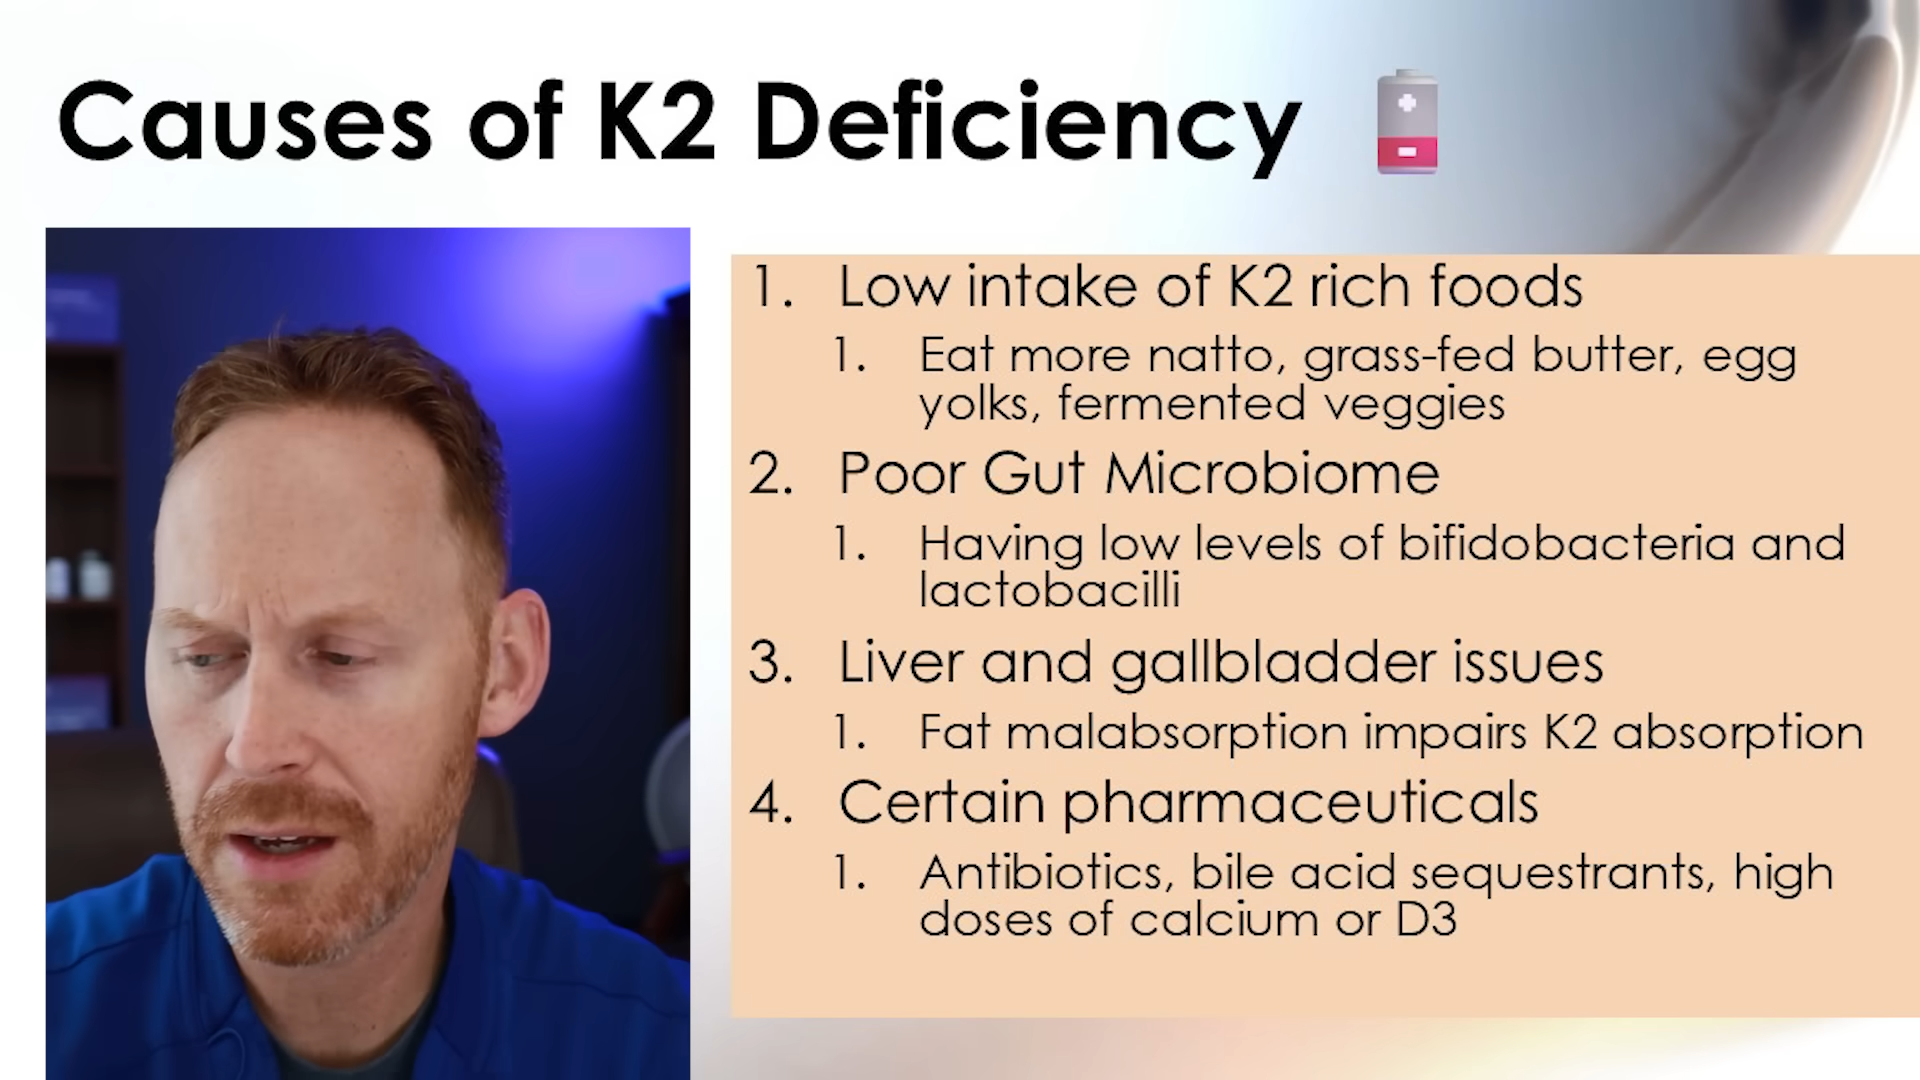 Causes of K2 Deficiency
1. Low intake of K2 rich foods
1. Eat more natto, grass-fed butter, egg
yolks, fermented veggies
2. Poor Gut Microbiome
1. Having low levels of bifidobacteria and
lactobacilli
3. Liver and gallbladder issues
1. Fat malabsorption impairs K2 absorption
4. Certain pharmaceuticals
1. Antibiotics, bile acid sequestrants, high
doses of calcium or D3